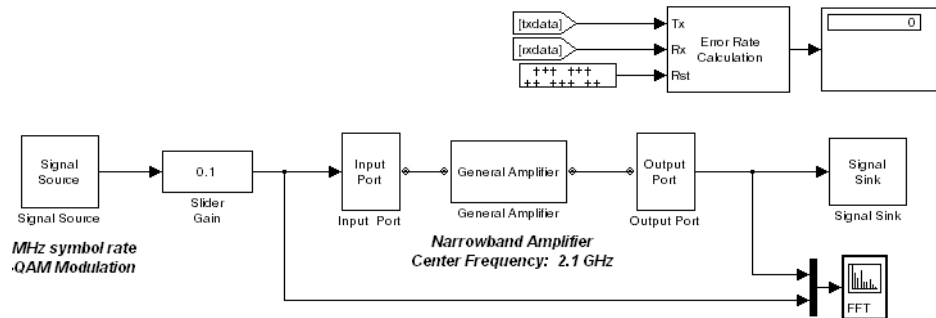 [txdata]
[rxdata]
Tx
Rx
Rst
Error Rate
Calculation
0
Signal
Source
Signal Source
0.1
Slider
Gain
Input
Port
Input Port
General Amplifier
General Amplifier
Output
Port
Output Port
Signal
Sink
Signal Sink
MHz symbol rate
QAM Modulation
Narrowband Amplifier
Center Frequency: 2.1 GHz
FFT